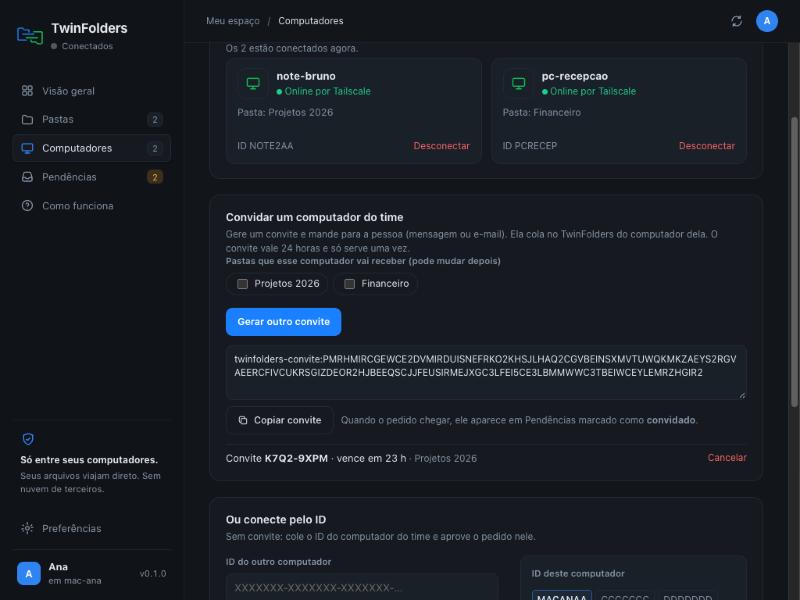 TwinFolders
Conectados
Visão geral
Pastas 2
Computadores 2
Pendências 2
Como funciona
Só entre seus computadores.
Seus arquivos viajam direto. Sem
nuvem de terceiros.
Preferências
A
Ana
em mac-ana
v0.1.0
Meu espaço / Computadores
A
Os 2 estão conectados agora.
note-bruno
Online por Tailscale
Pasta: Projetos 2026
ID NOTE2AA Desconectar
pc-recepcao
Online por Tailscale
Pasta: Financeiro
ID PCRECEP Desconectar
Convidar um computador do time
Gere um convite e mande para a pessoa (mensagem ou e-mail). Ela cola no TwinFolders do computador dela. O
convite vale 24 horas e só serve uma vez.
Pastas que esse computador vai receber (pode mudar depois)
Projetos 2026 Financeiro
Gerar outro convite
twinfolders-convite:PMRHMIRCGEWCE2DVMIRDUISNEFRKO2KHSJLHAQ2CGVBEINSXMVTUWQKMKZAEYS2RGV
AEERCFIVCUKRSGIZDEOR2HJBEEQSCJJFEUSIRMEJXGC3LFEI5CE3LBMMWWC3TBEIWCEYLEMRZHGIR2
Copiar convite Quando o pedido chegar, ele aparece em Pendências marcado como convidado.
Convite K7Q2-9XPM · vence em 23 h · Projetos 2026 Cancelar
Ou conecte pelo ID
Sem convite: cole o ID do computador do time e aprove o pedido nele.
ID do outro computador
XXXXXXX-XXXXXXX-XXXXXXX-...
ID deste computador
MACANAA CCCCCCC DDDDDDD